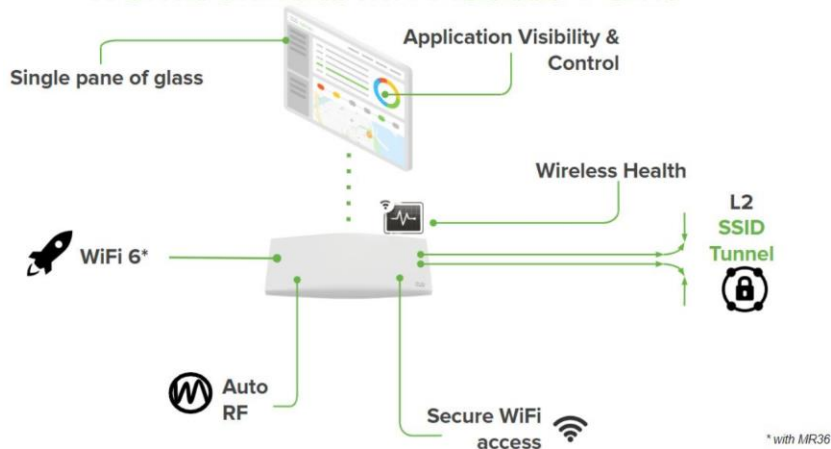 Application Visibility &
Control
Single pane of glass
Wireless Health
L2
SSID
Tunnel
WiFi 6*
Auto
RF
Secure WiFi
access
* with MR36